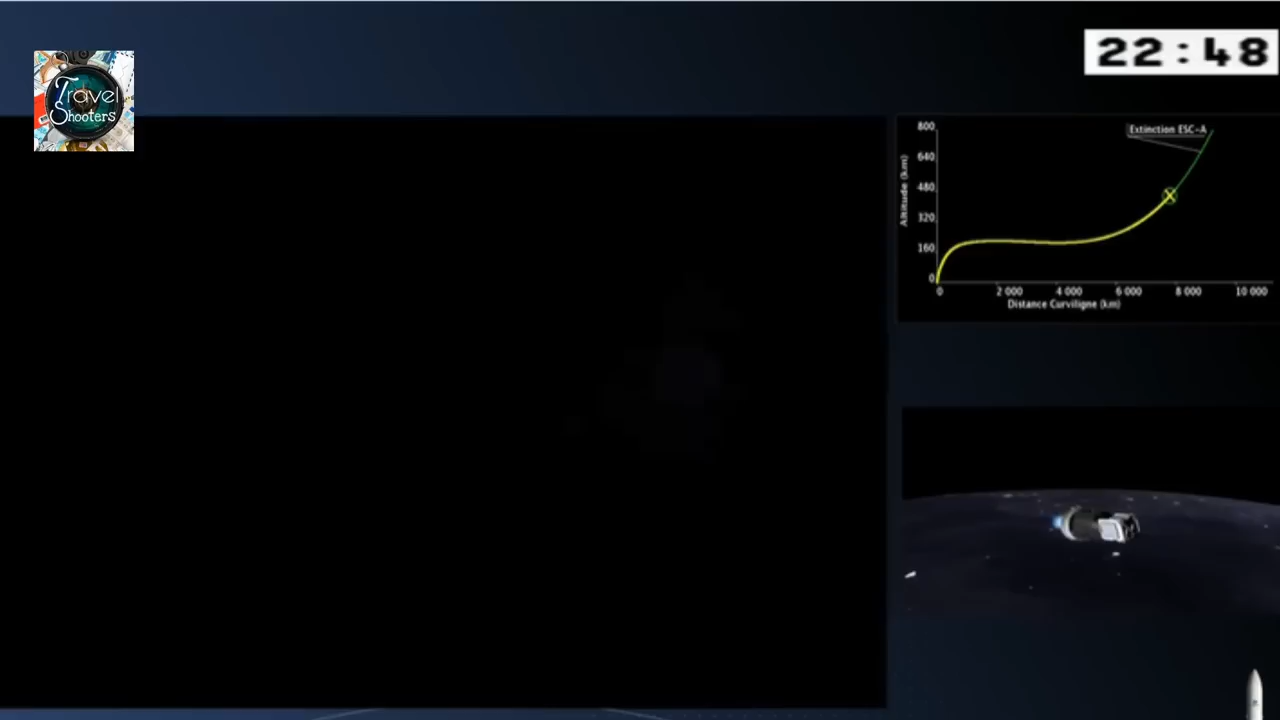 Travel
Shooters
22:48
Extinction ESC-A
800
640
480
320
160
0
Altitude (km)
0 2 000 4 000 6 000 8 000 10 000
Distance Curviligne (km)